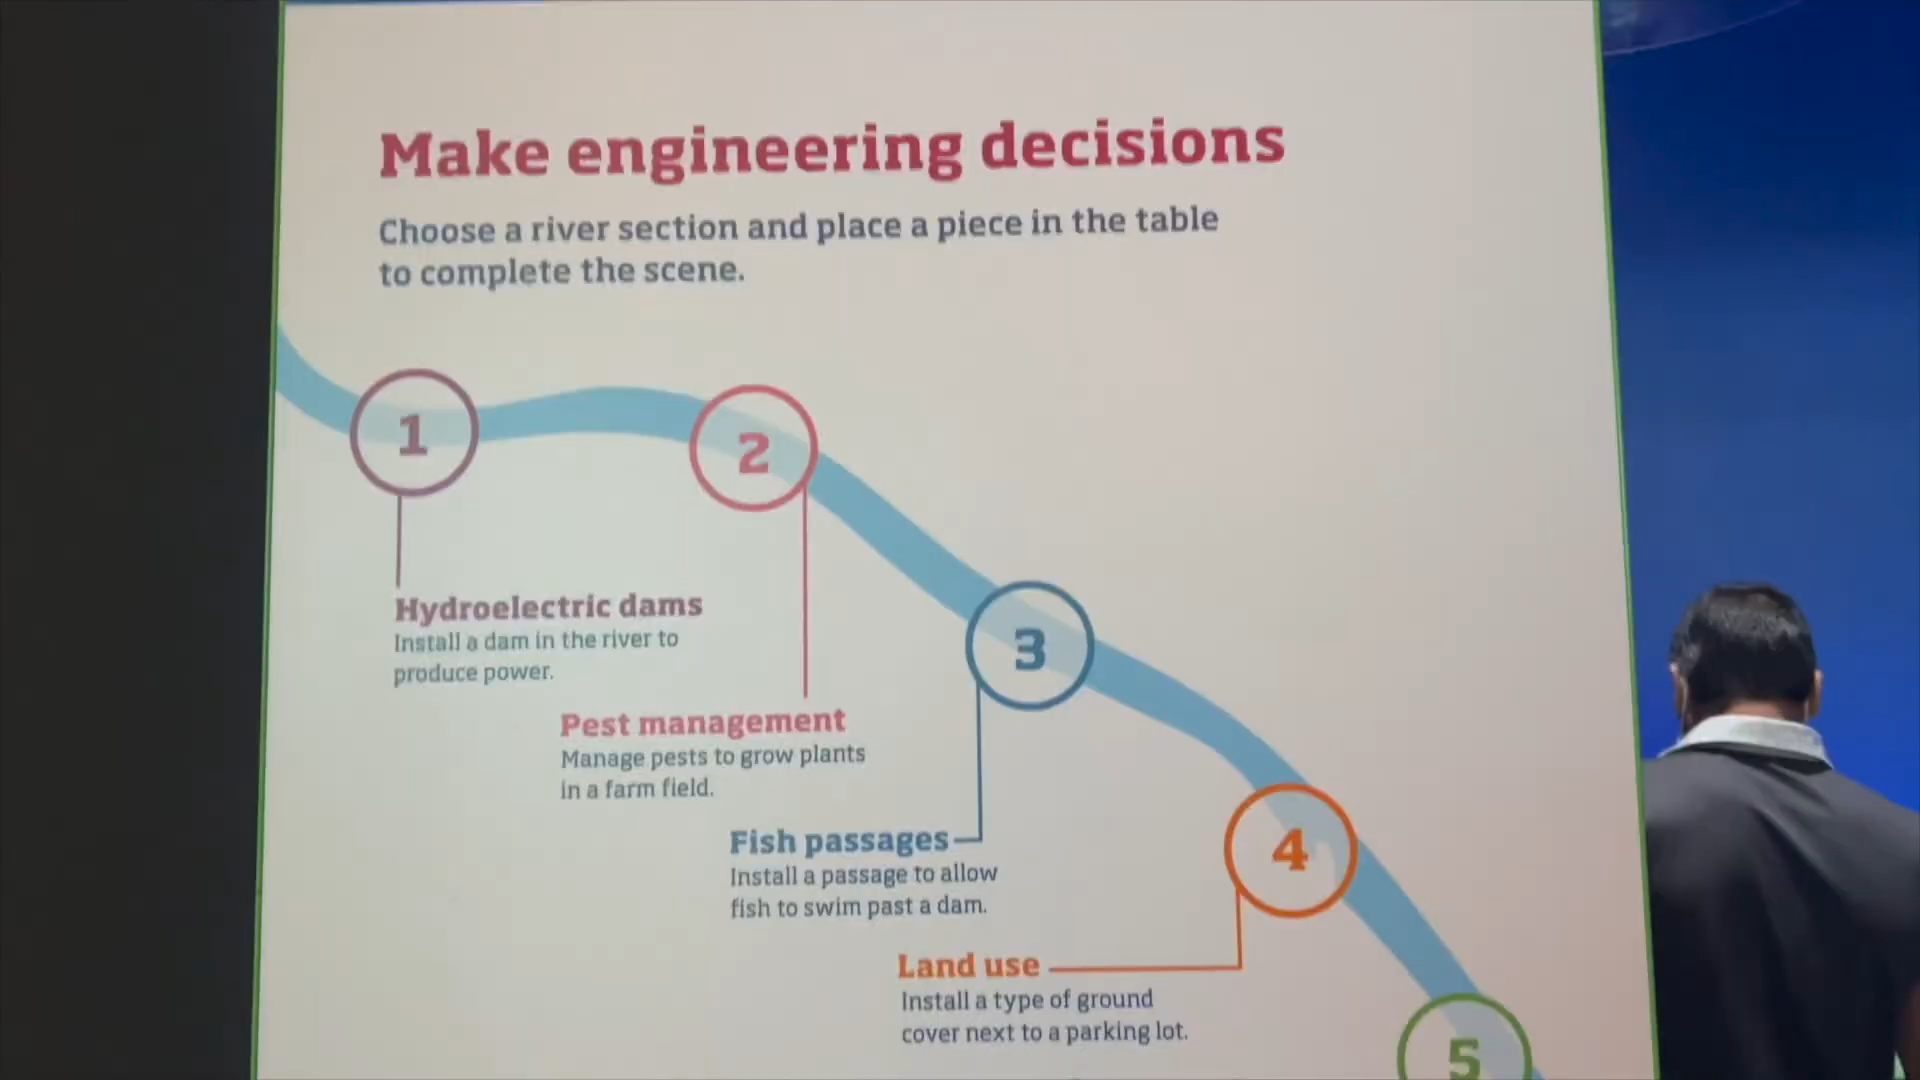 Make engineering decisions
Choose a river section and place a piece in the table
to complete the scene.
1
2
3
4
5
Hydroelectric dams
Install a dam in the river to
produce power.
Pest management
Manage pests to grow plants
in a farm field.
Fish passages
Install a passage to allow
fish to swim past a dam.
Land use
Install a type of ground
cover next to a parking lot.